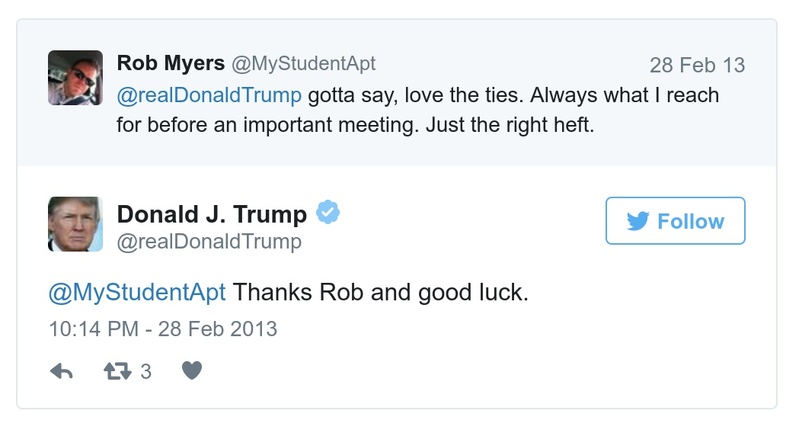 Rob Myers @MyStudentApt 28 Feb 13
@realDonaldTrump gotta say, love the ties. Always what I reach
for before an important meeting. Just the right heft.
Donald J. Trump
@realDonaldTrump
Follow
@MyStudentApt Thanks Rob and good luck.
10:14 PM - 28 Feb 2013
3